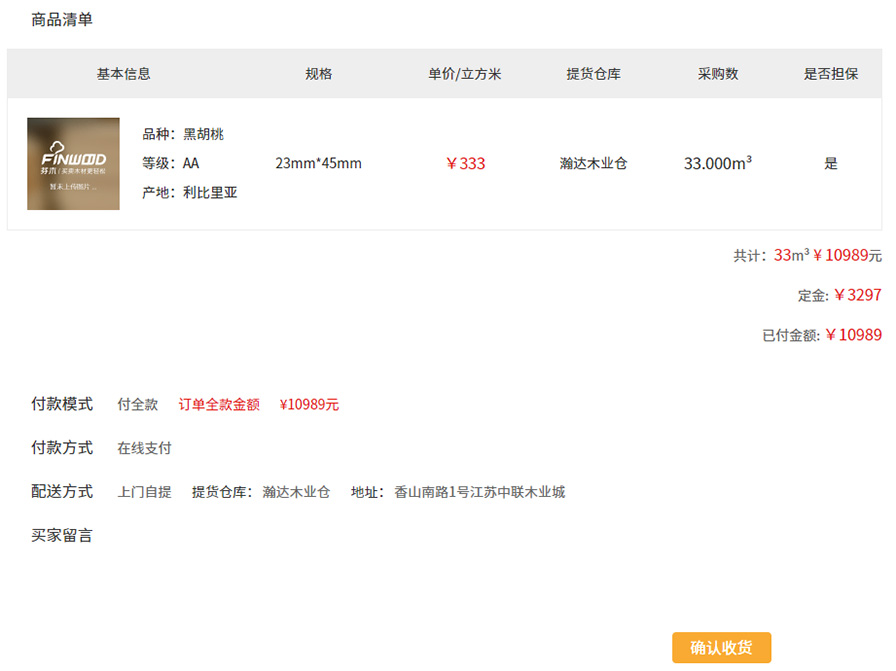 商品清单
基本信息 规格 单价/立方米 提货仓库 采购数 是否担保
FINWOOD
芬木/买卖木材更轻松
暂未上传图片 ..
品种：黑胡桃
等级：AA
产地：利比里亚
23mm*45mm ￥333 瀚达木业仓 33.000m³ 是
共计：33m³￥10989元
定金:￥3297
已付金额:￥10989
付款模式 付全款 订单全款金额 ¥10989元
付款方式 在线支付
配送方式 上门自提 提货仓库： 瀚达木业仓 地址： 香山南路1号江苏中联木业城
买家留言
确认收货